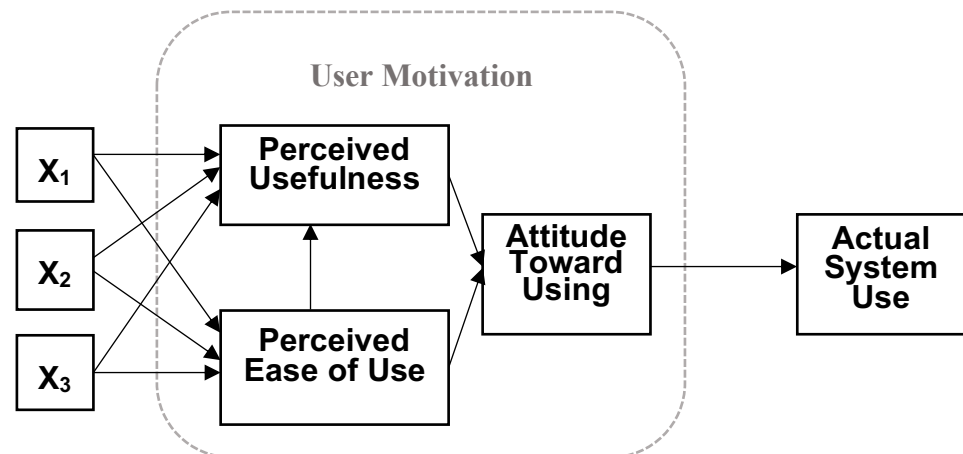 User Motivation
X₁
X₂
X₃
Perceived
Usefulness
Perceived
Ease of Use
Attitude
Toward
Using
Actual
System
Use